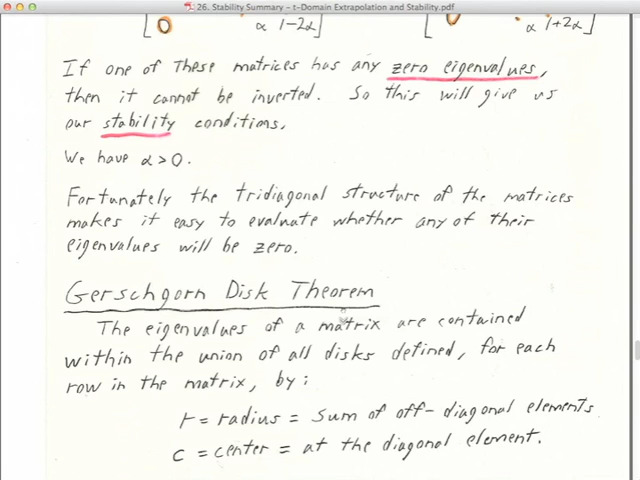 26. Stability Summary – t-Domain Extrapolation and Stability.pdf
0 α 1-2α
0 α 1+2α
If one of these matrices has any zero eigenvalues,
then it cannot be inverted. So this will give us
our stability conditions.
We have α>0.
Fortunately the tridiagonal structure of the matrices
makes it easy to evaluate whether any of their
eigenvalues will be zero.
Gerschgorn Disk Theorem
The eigenvalues of a matrix are contained
within the union of all disks defined, for each
row in the matrix, by:
r = radius = sum of off-diagonal elements
c = center = at the diagonal element.